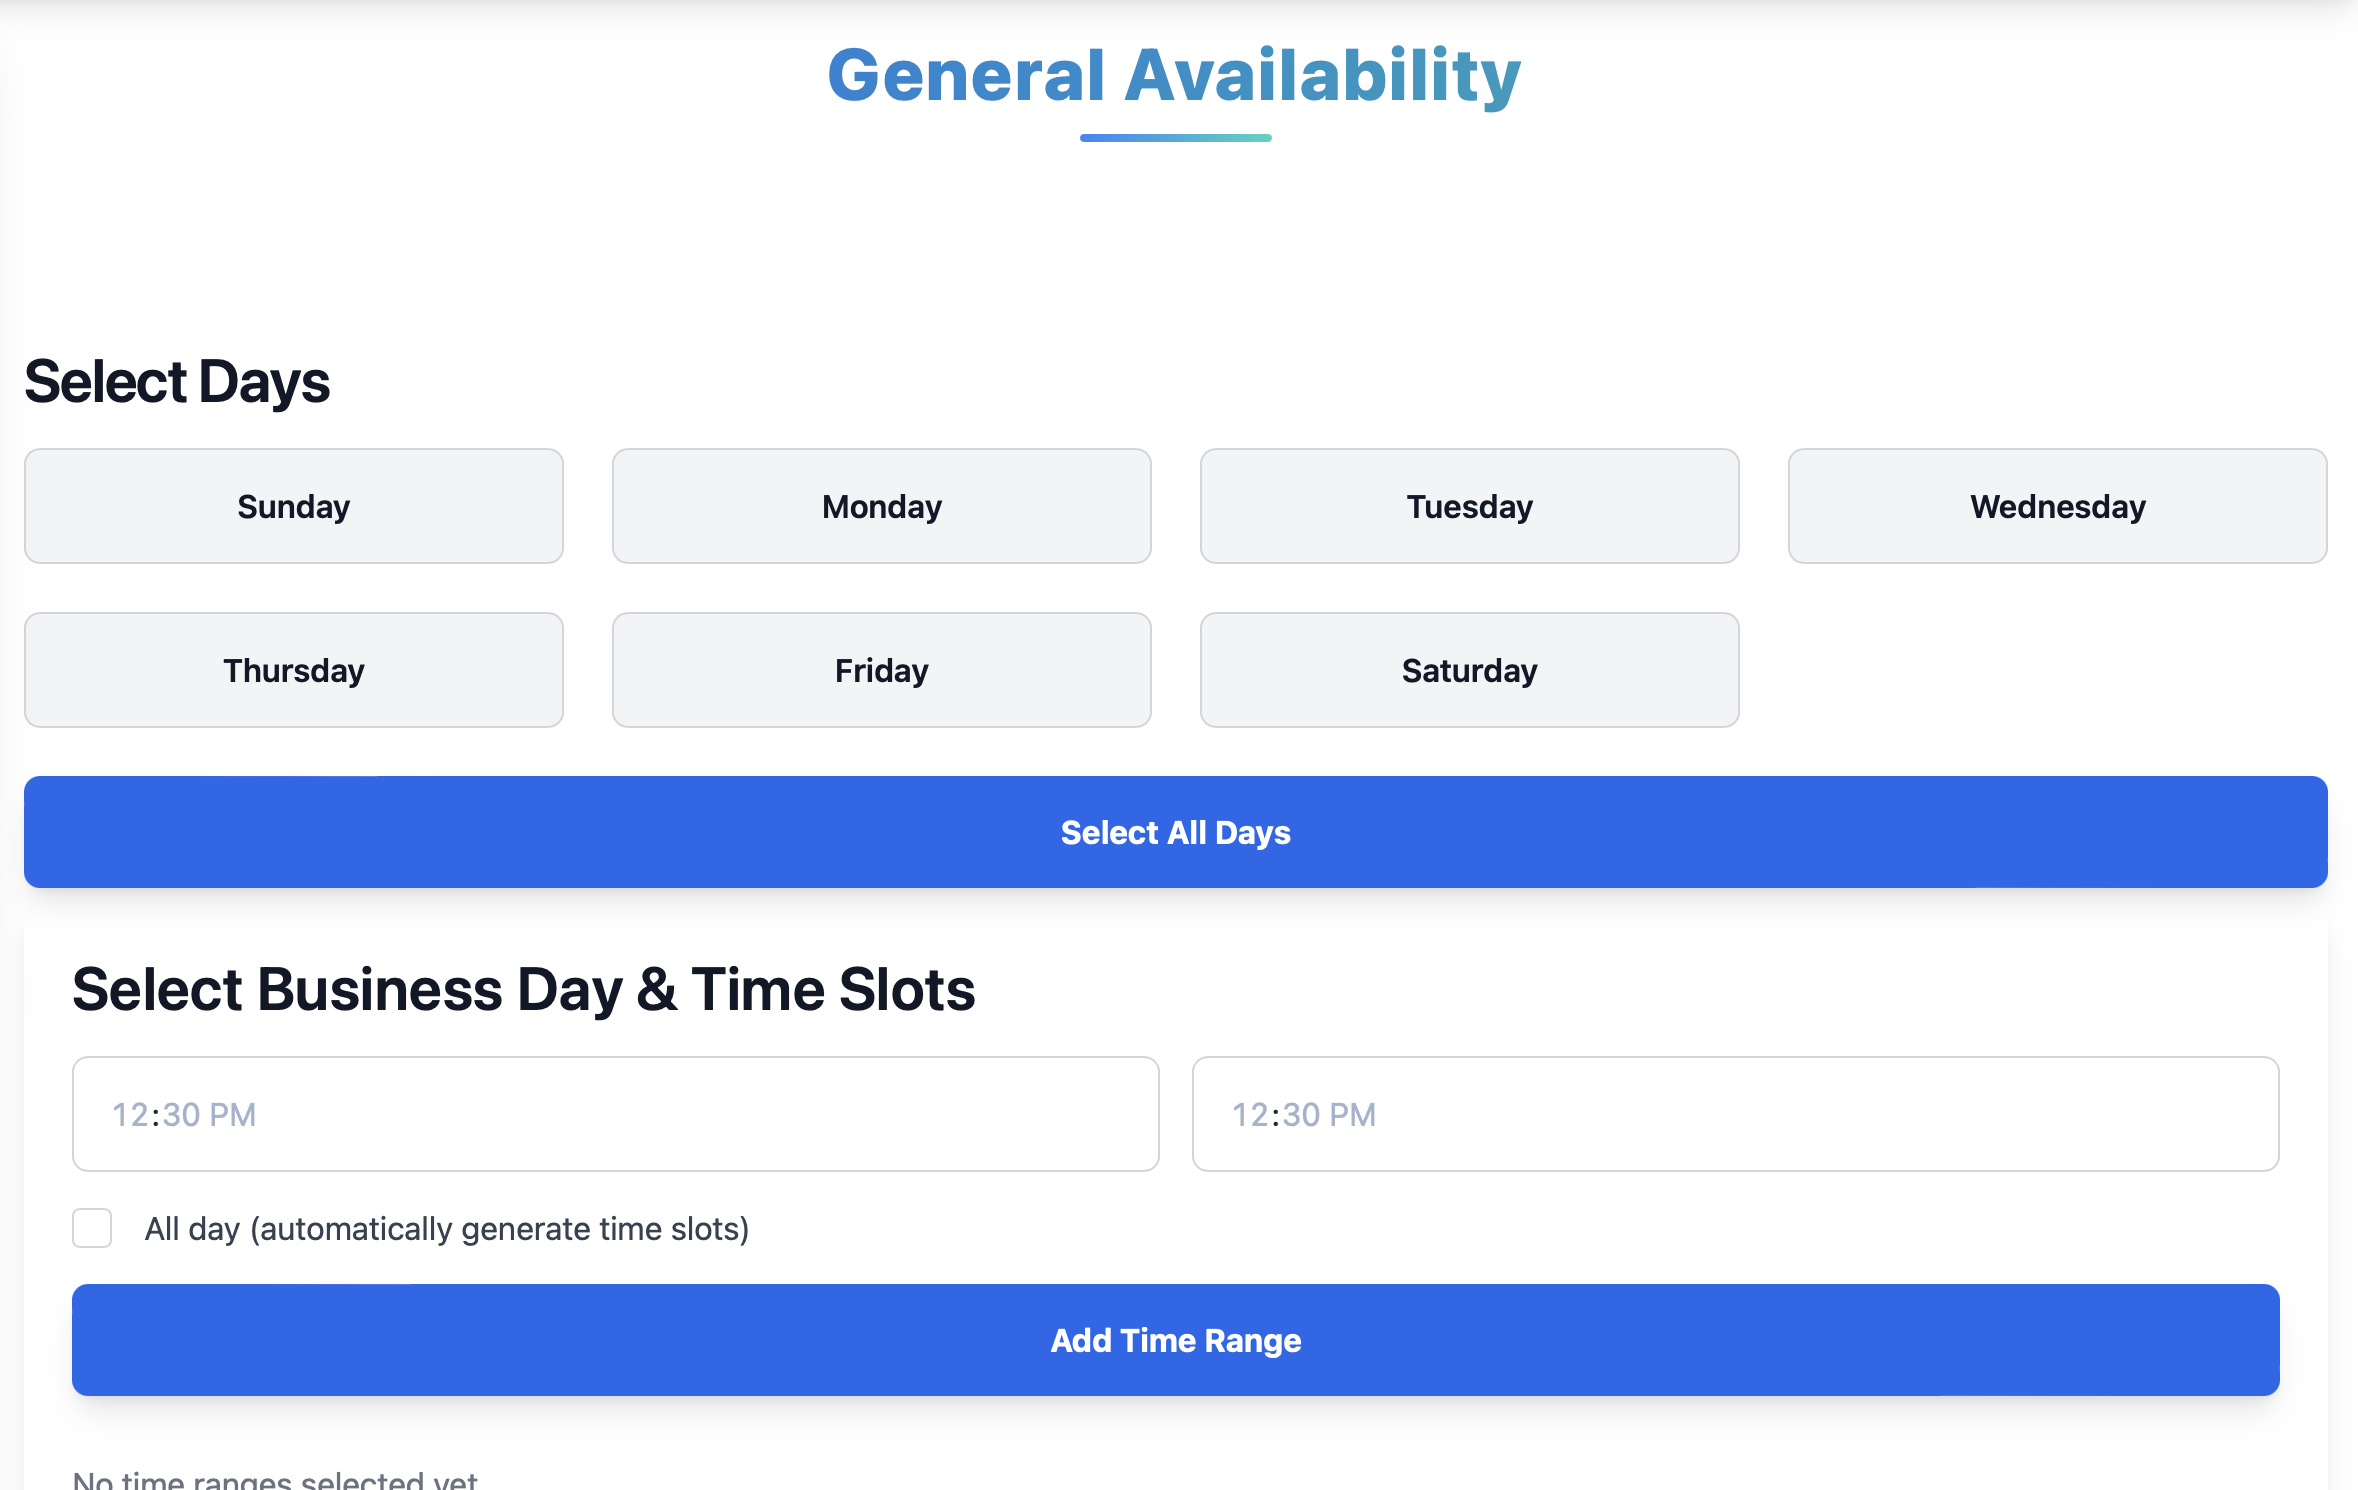 General Availability
Select Days
Sunday Monday Tuesday Wednesday
Thursday Friday Saturday
Select All Days
Select Business Day & Time Slots
12:30 PM 12:30 PM
All day (automatically generate time slots)
Add Time Range
No time ranges selected yet